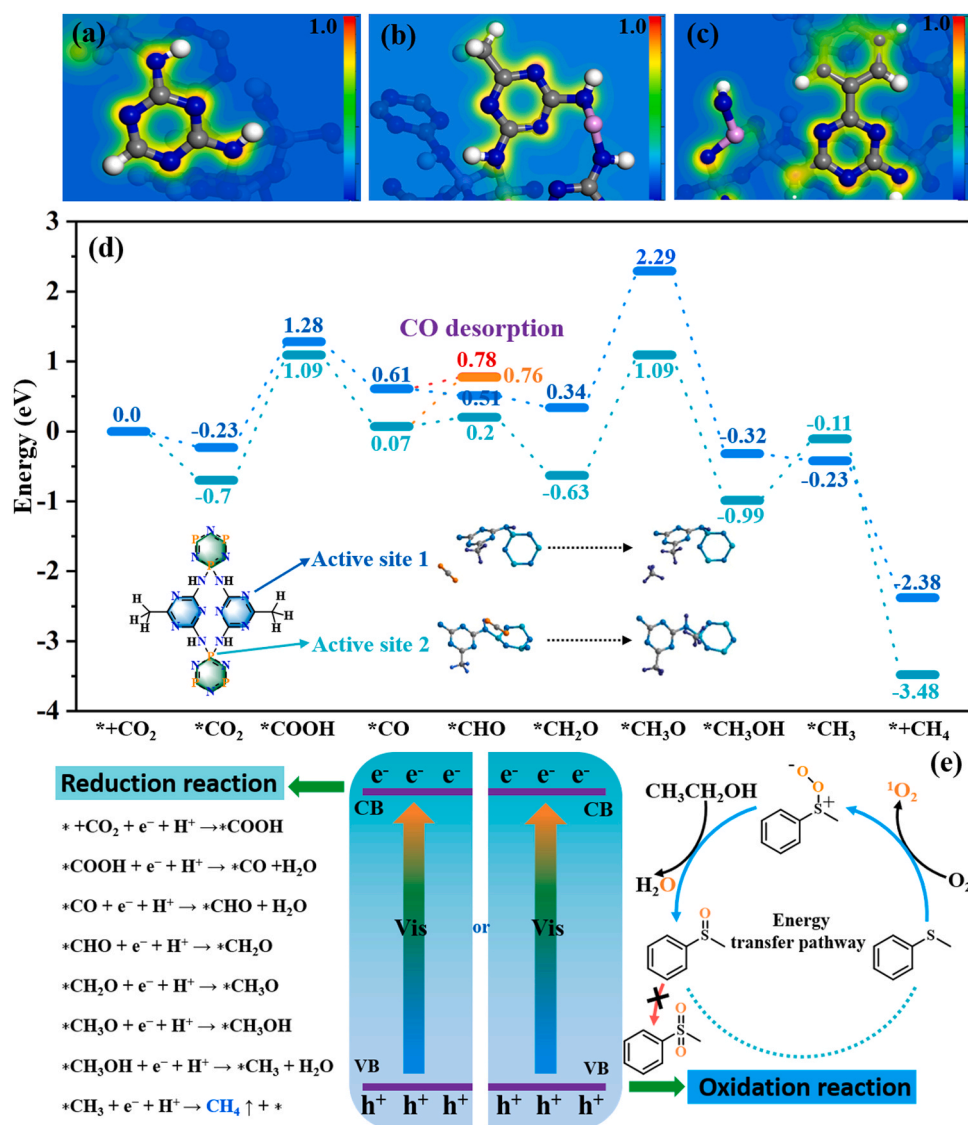 (a)
1.0
(b)
1.0
(c)
1.0
(d)
3
2
1
0
-1
-2
-3
-4
Energy (eV)
CO desorption
0.0
-0.23
-0.7
1.28
1.09
0.61
0.07
0.78
0.76
0.51
0.2
0.34
-0.63
2.29
1.09
-0.32
-0.99
-0.11
-0.23
-2.38
-3.48
N
P P
N N
P
HN NH
N N
H H
H N N H
H N N H
N N
HN NH
P
N N
P P
N
Active site 1
Active site 2
*+CO₂ *CO₂ *COOH *CO *CHO *CH₂O *CH₃O *CH₃OH *CH₃ *+CH₄
Reduction reaction
* +CO₂ + e⁻ + H⁺ →*COOH
*COOH + e⁻ + H⁺ → *CO +H₂O
*CO + e⁻ + H⁺ → *CHO + H₂O
*CHO + e⁻ + H⁺ → *CH₂O
*CH₂O + e⁻ + H⁺ → *CH₃O
*CH₃O + e⁻ + H⁺ → *CH₃OH
*CH₃OH + e⁻ + H⁺ → *CH₃ + H₂O
*CH₃ + e⁻ + H⁺→ CH₄ ↑ + *
e⁻ e⁻ e⁻
CB
Vis
VB
h⁺ h⁺ h⁺
or
e⁻ e⁻ e⁻
CB
Vis
VB
h⁺ h⁺ h⁺
(e)
CH₃CH₂OH
⁻O
O
S⁺
¹O₂
H₂O
O₂
O
S
Energy
transfer pathway
S
O
S
O
Oxidation reaction